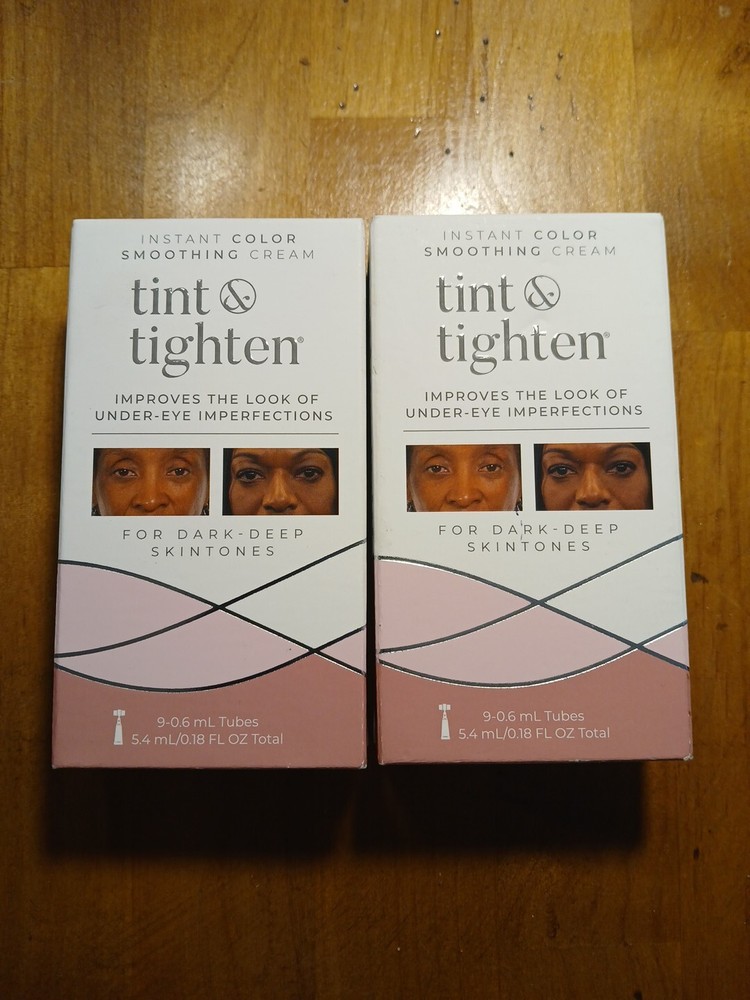 INSTANT COLOR
SMOOTHING CREAM
tint &
tighten®
IMPROVES THE LOOK OF
UNDER-EYE IMPERFECTIONS
FOR DARK-DEEP
SKINTONES
9-0.6 mL Tubes
5.4 mL/0.18 FL OZ Total
INSTANT COLOR
SMOOTHING CREAM
tint &
tighten®
IMPROVES THE LOOK OF
UNDER-EYE IMPERFECTIONS
FOR DARK-DEEP
SKINTONES
9-0.6 mL Tubes
5.4 mL/0.18 FL OZ Total